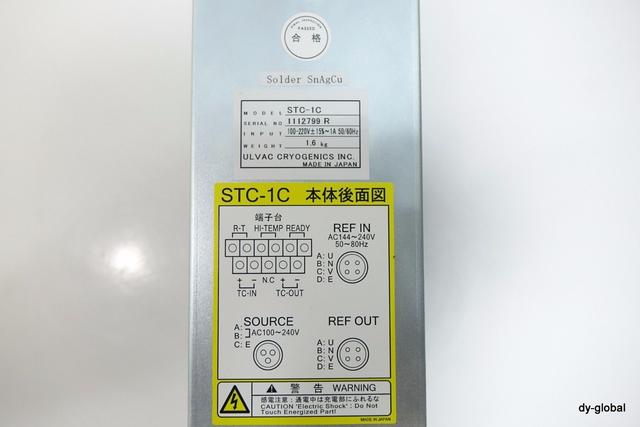 FINAL INSPECTION
PASSED
合格
Solder SnAgCu
MODEL STC-1C
SERIAL NO 1112799 R
INPUT 100-220V±15%~1A 50/60Hz
WEIGHT 1.6 kg
ULVAC CRYOGENICS INC.
MADE IN JAPAN
STC-1C 本体後面図
端子台
R-T HI-TEMP READY
+ − N.C + −
TC-IN TC-OUT
REF IN
AC144~240V
50~80Hz
A: U
B: N
C: V
D: E
SOURCE
A:
B: AC100~240V
C: E
REF OUT
A: U
B: N
C: V
D: E
警告 WARNING
感電注意：通電中は充電部にふれるな
CAUTION 'Electric Shock' : Do Not
Touch Energized Part!
MADE IN JAPAN
dy-global